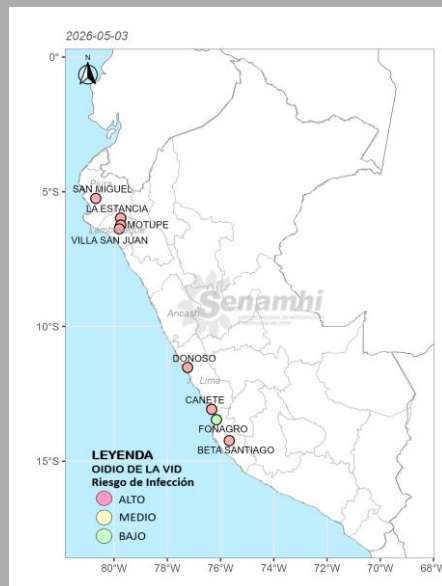 2026-05-03
N
0°
Piura
SAN MIGUEL
5°S
LA ESTANCIA
MOTUPE
Lambayeque
VILLA SAN JUAN
Senamhi
10°S
Ancash
DONOSO
Lima
CANETE
FONAGRO
BETA SANTIAGO
15°S
LEYENDA
OIDIO DE LA VID
Riesgo de Infección
ALTO
MEDIO
BAJO
80°W 78°W 76°W 74°W 72°W 70°W 68°W